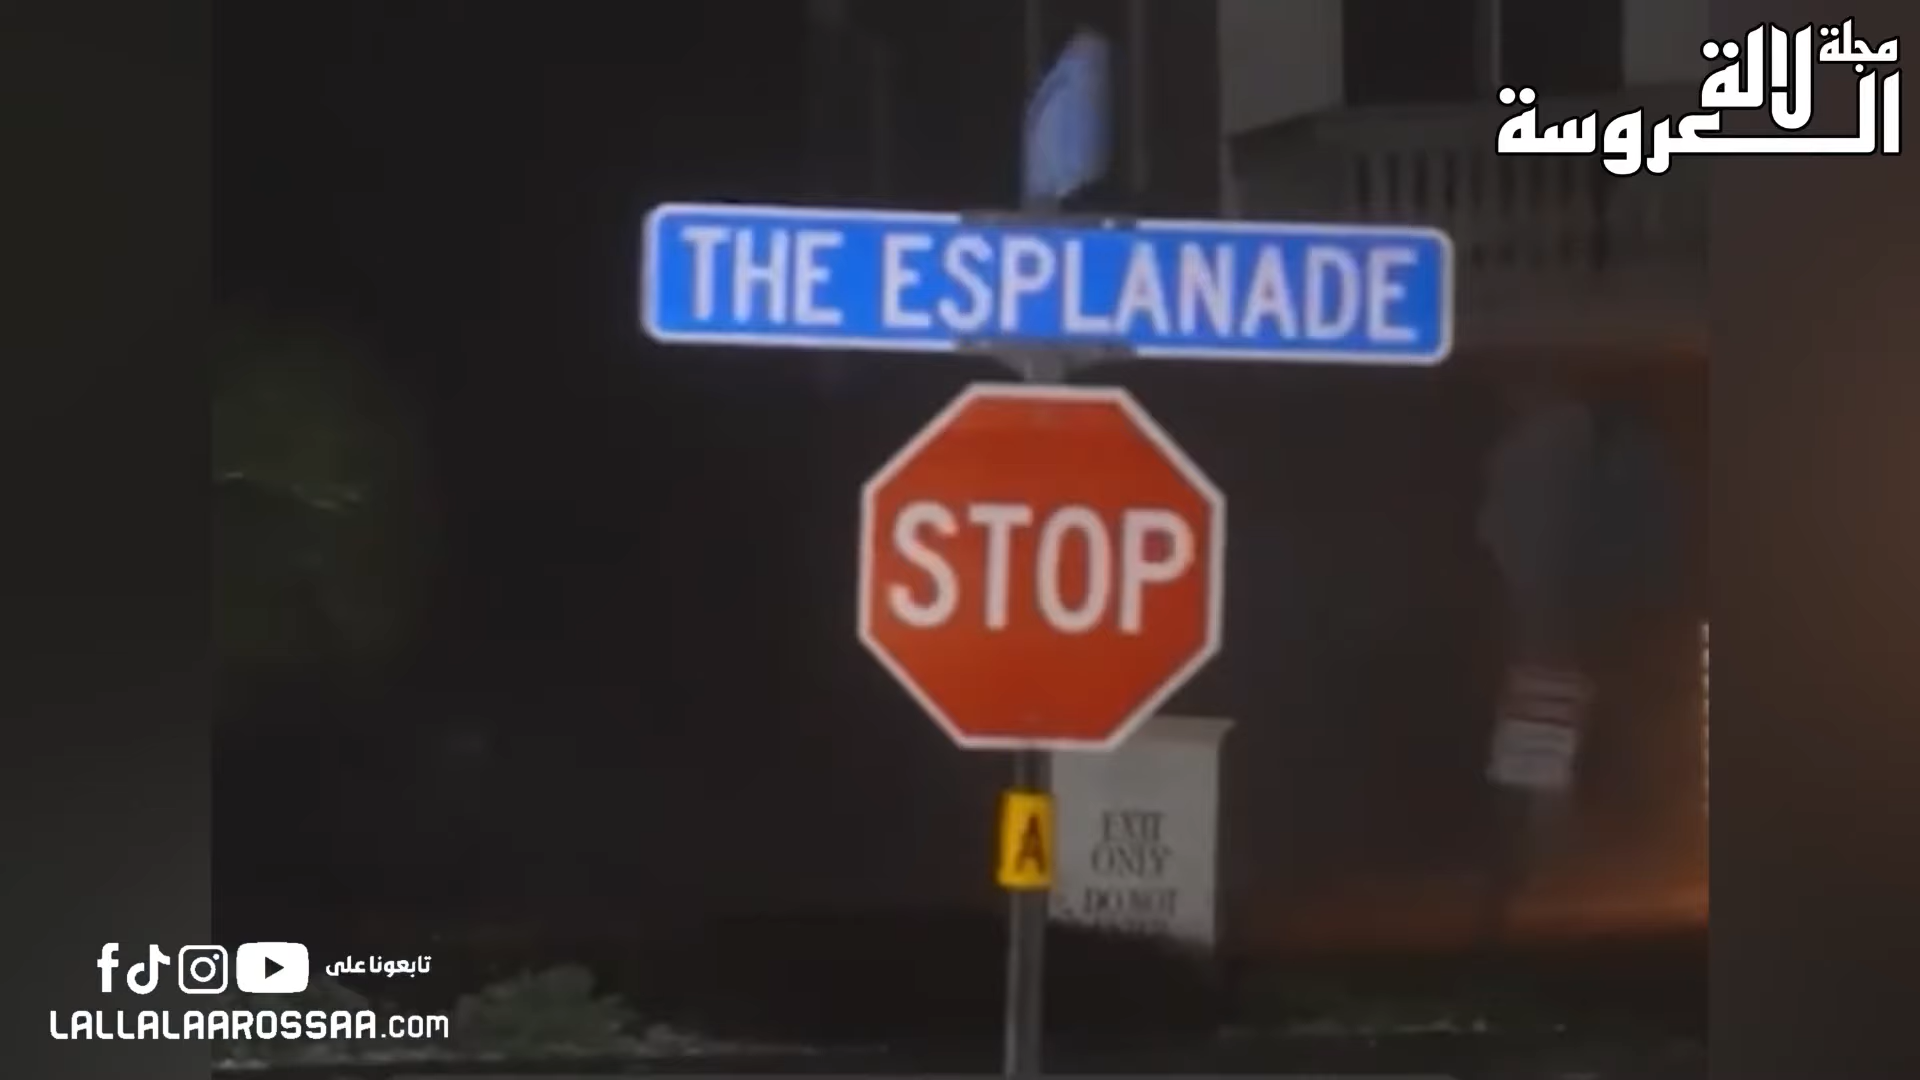 مجلة
لالة
العروسة
THE ESPLANADE
STOP
A
EXIT
ONLY
DO NOT
تابعونا على
LALLALAAROSSAA.com